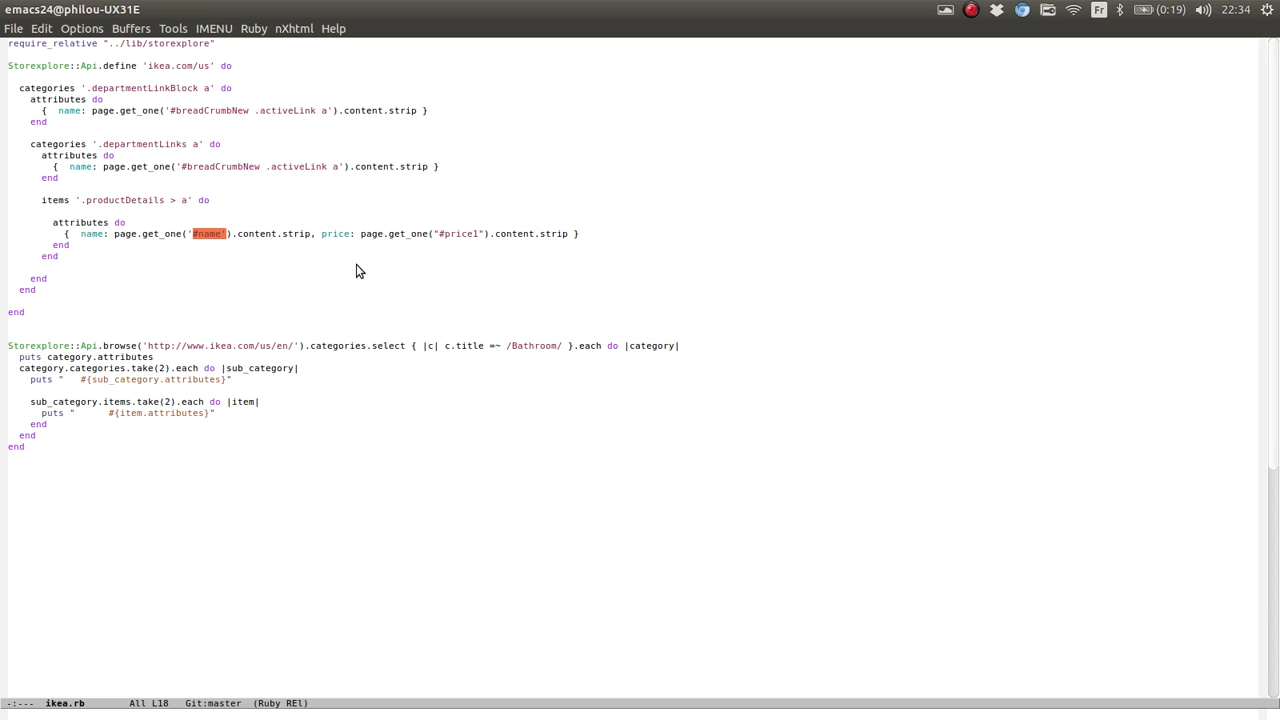 emacs24@philou-UX31E Fr (0:19) 22:34
File Edit Options Buffers Tools IMENU Ruby nXhtml Help
require_relative "../lib/storexplore"
Storexplore::Api.define 'ikea.com/us' do
categories '.departmentLinkBlock a' do
attributes do
{  name: page.get_one('#breadCrumbNew .activeLink a').content.strip }
end
categories '.departmentLinks a' do
attributes do
{  name: page.get_one('#breadCrumbNew .activeLink a').content.strip }
end
items '.productDetails > a' do
attributes do
{  name: page.get_one('#name').content.strip, price: page.get_one("#price1").content.strip }
end
end
end
end
end
Storexplore::Api.browse('http://www.ikea.com/us/en/').categories.select { |c| c.title =~ /Bathroom/ }.each do |category|
puts category.attributes
category.categories.take(2).each do |sub_category|
puts "   #{sub_category.attributes}"
sub_category.items.take(2).each do |item|
puts "      #{item.attributes}"
end
end
end
-:--- ikea.rb All L18 Git:master (Ruby REl)